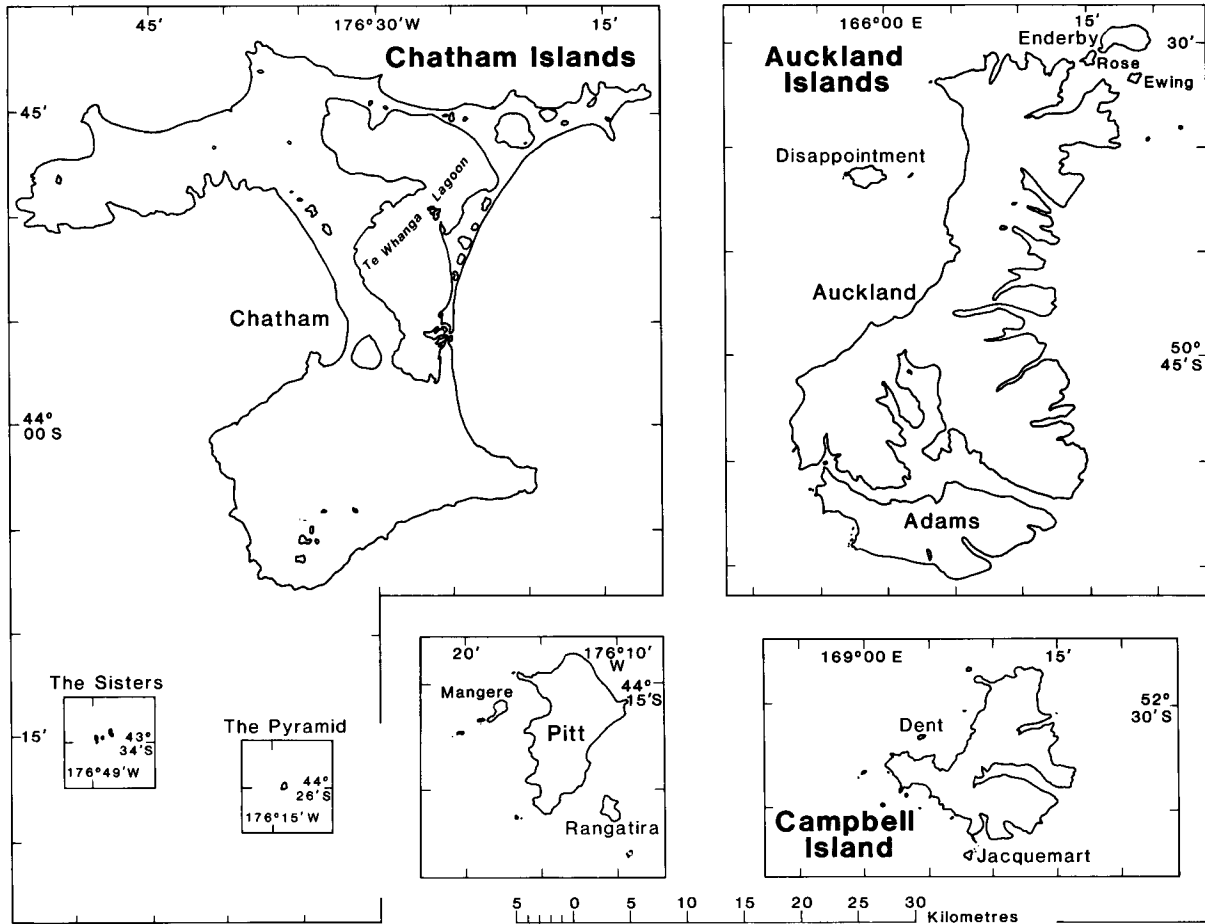 45' 176°30'W 15'
Chatham Islands
45'
Te Whanga Lagoon
Chatham
44°
00 S
15'
The Sisters
43°
34'S
176°49'W
The Pyramid
44°
26'S
176°15'W
166°00 E 15'
Auckland
Islands
Enderby
30'
Rose
Ewing
Disappointment
Auckland
50°
45'S
Adams
20' 176°10'
W
44°
15'S
Mangere
Pitt
Rangatira
169°00 E 15'
52°
30'S
Dent
Campbell
Island
Jacquemart
5 0 5 10 15 20 25 30
Kilometres